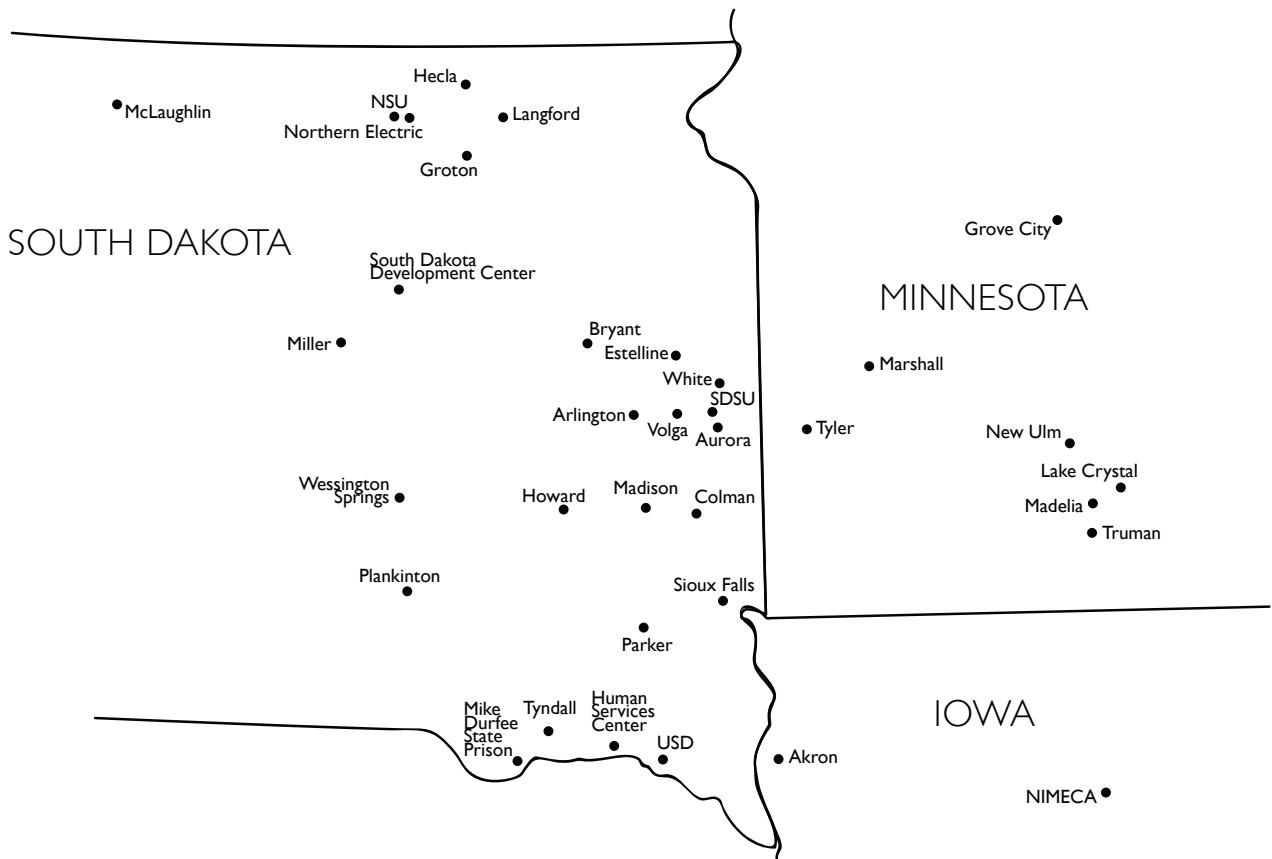 Hecla
McLaughlin
NSU
Langford
Northern Electric
Groton
Grove City
SOUTH DAKOTA
South Dakota
Development Center
MINNESOTA
Bryant
Miller
Estelline
Marshall
White
SDSU
Arlington
Volga
Aurora
Tyler
New Ulm
Lake Crystal
Wessington
Springs
Howard
Madison
Colman
Madelia
Truman
Plankinton
Sioux Falls
Parker
Mike
Durfee
State
Prison
Tyndall
Human
Services
Center
USD
IOWA
Akron
NIMECA